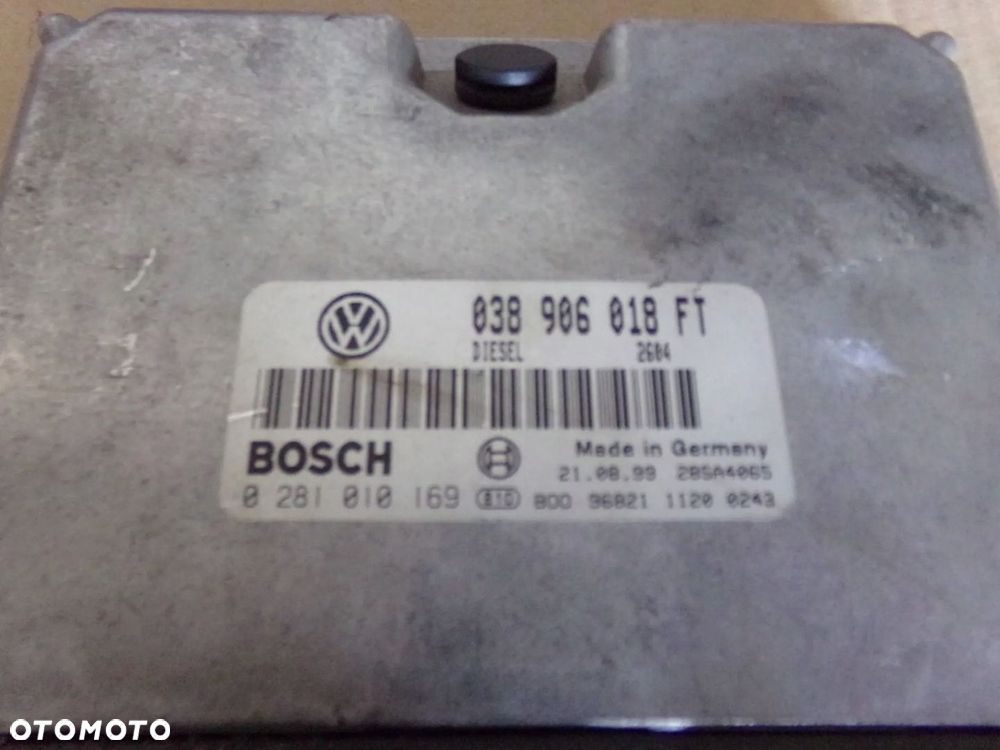 038 906 018 FT
DIESEL 2604
BOSCH Made in Germany
21.08.99 28SA4065
0 281 010 169 810 800 96821 1120 0243
OTOMOTO